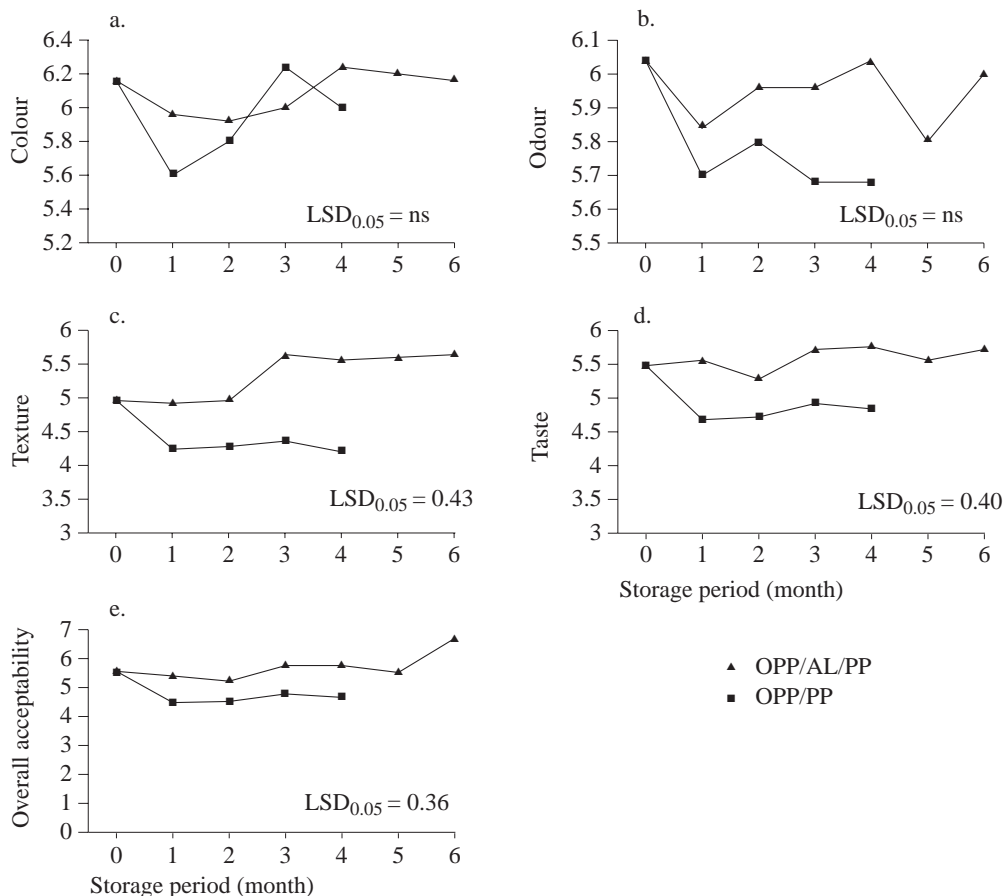 a.
Colour
6.4
6.2
6
5.8
5.6
5.4
5.2
LSD0.05 = ns
0 1 2 3 4 5 6
b.
Odour
6.1
6.0
5.9
5.8
5.7
5.6
5.5
LSD0.05 = ns
0 1 2 3 4 5 6
c.
Texture
6
5.5
5
4.5
4
3.5
3
LSD0.05 = 0.43
0 1 2 3 4 5 6
d.
Taste
6
5.5
5
4.5
4
3.5
3
LSD0.05 = 0.40
0 1 2 3 4 5 6
Storage period (month)
e.
Overall acceptability
7
6
5
4
3
2
1
0
LSD0.05 = 0.36
0 1 2 3 4 5 6
Storage period (month)
OPP/AL/PP
OPP/PP